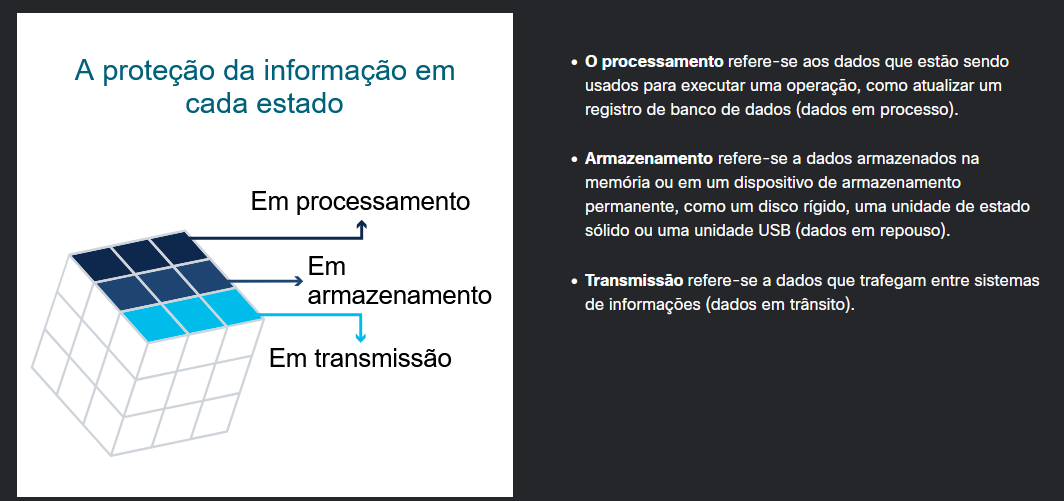 A proteção da informação em
cada estado
Em processamento
Em
armazenamento
Em transmissão
• O processamento refere-se aos dados que estão sendo
usados para executar uma operação, como atualizar um
registro de banco de dados (dados em processo).
• Armazenamento refere-se a dados armazenados na
memória ou em um dispositivo de armazenamento
permanente, como um disco rígido, uma unidade de estado
sólido ou uma unidade USB (dados em repouso).
• Transmissão refere-se a dados que trafegam entre sistemas
de informações (dados em trânsito).